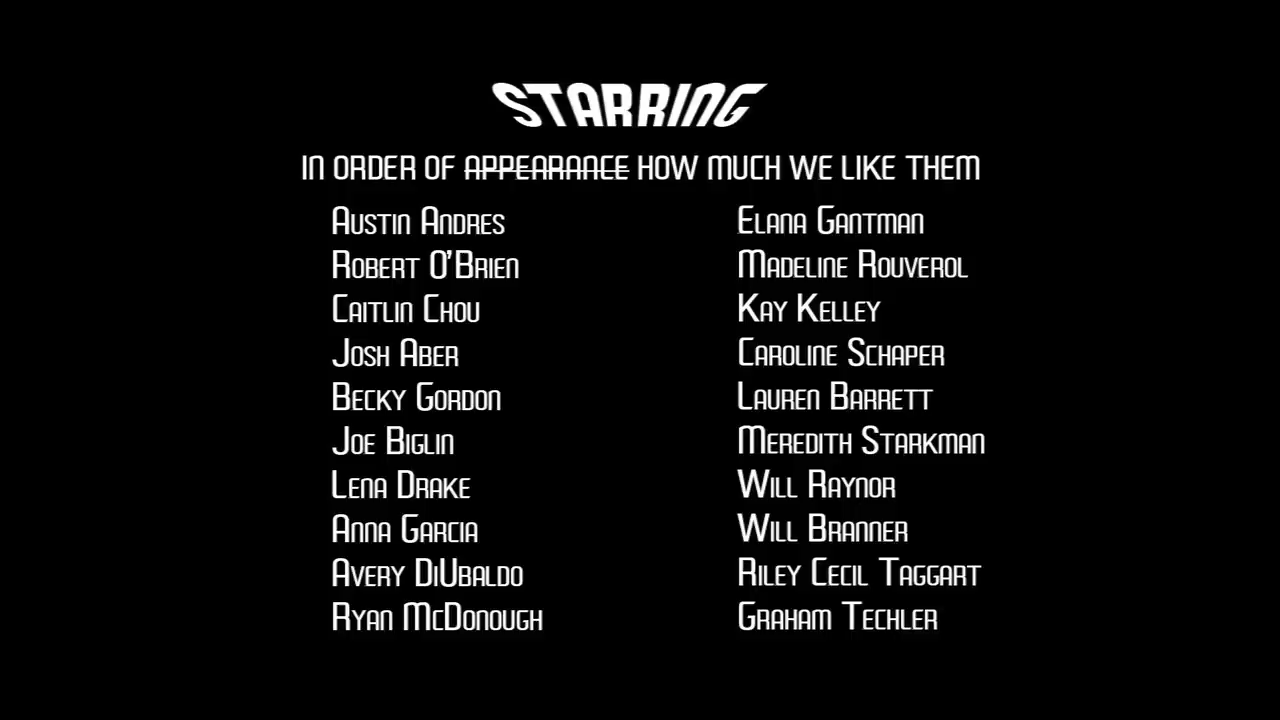 STARRING
IN ORDER OF APPEARAACE HOW MUCH WE LIKE THEM
AUSTIN ANDRES
ROBERT O'BRIEN
CAITLIN CHOU
JOSH ABER
BECKY GORDON
JOE BIGLIN
LENA DRAKE
ANNA GARCIA
AVERY DIUBALDO
RYAN MCDONOUGH
ELANA GANTMAN
MADELINE ROUVEROL
KAY KELLEY
CAROLINE SCHAPER
LAUREN BARRETT
MEREDITH STARKMAN
WILL RAYNOR
WILL BRANNER
RILEY CECIL TAGGART
GRAHAM TECHLER